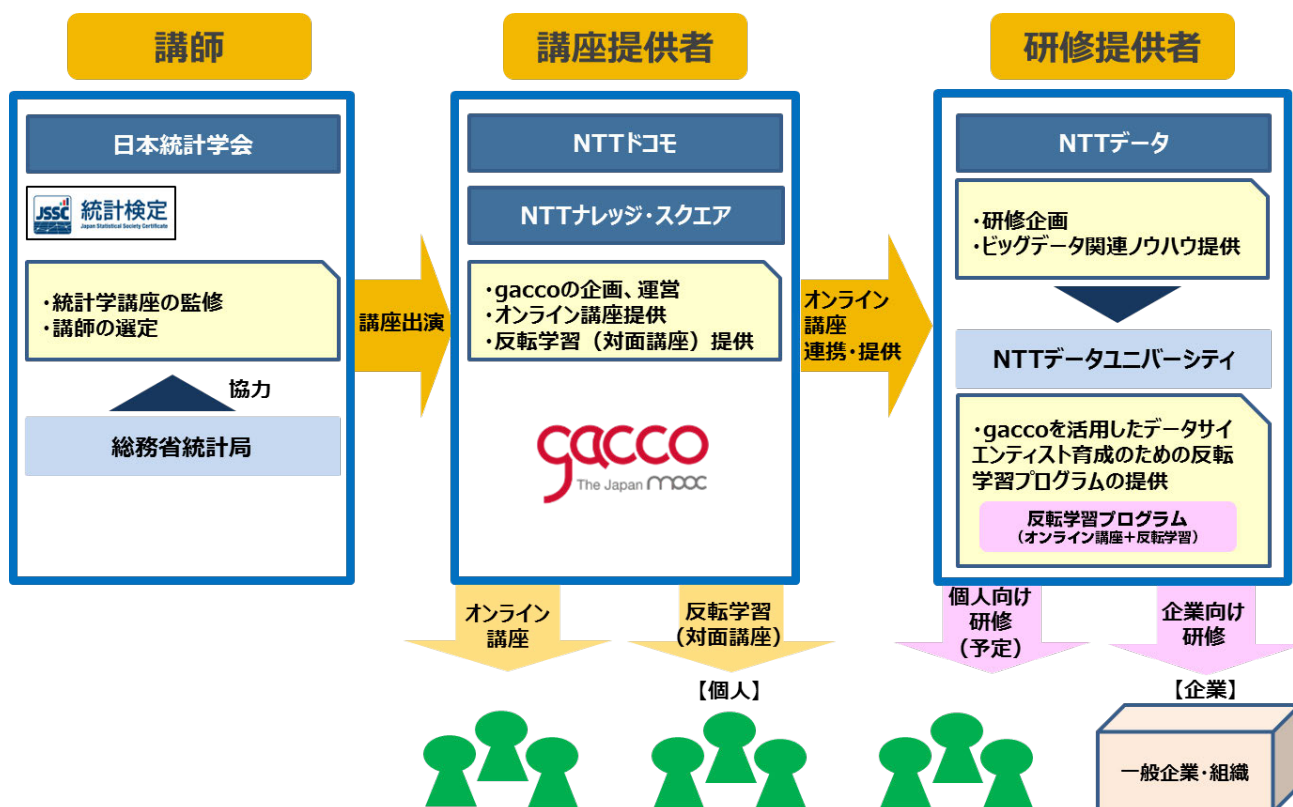 講師
日本統計学会
JSSC 統計検定
Japan Statistical Society Certificate
・統計学講座の監修
・講師の選定
協力
総務省統計局
講座出演
講座提供者
NTTドコモ
NTTナレッジ・スクエア
・gaccoの企画、運営
・オンライン講座提供
・反転学習（対面講座）提供
gacco
The Japan mooc
オンライン
講座
連携・提供
研修提供者
NTTデータ
・研修企画
・ビッグデータ関連ノウハウ提供
NTTデータユニバーシティ
・gaccoを活用したデータサイ
エンティスト育成のための反転
学習プログラムの提供
反転学習プログラム
（オンライン講座＋反転学習）
オンライン
講座
反転学習
（対面講座）
【個人】
個人向け
研修
（予定）
企業向け
研修
【企業】
一般企業・組織